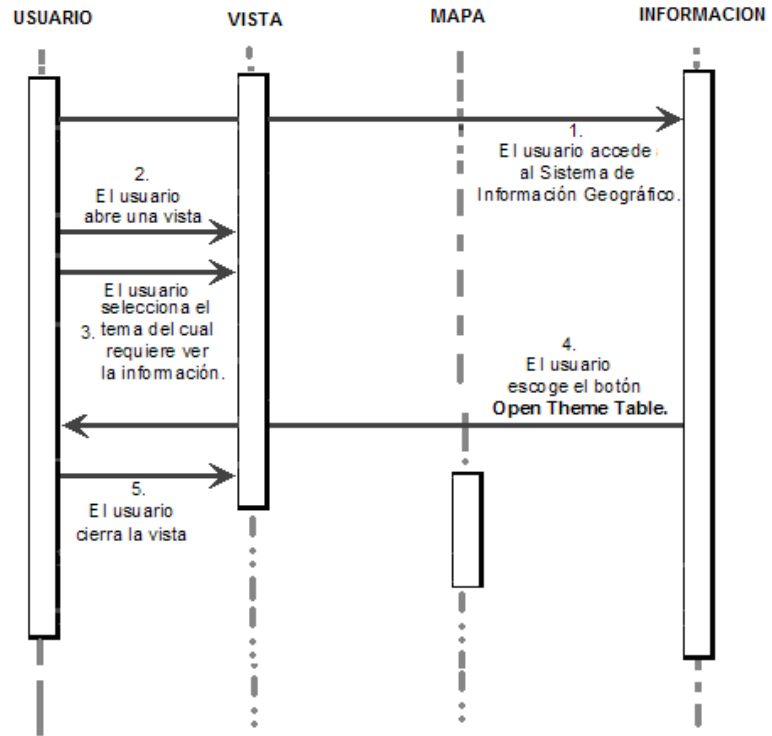 USUARIO VISTA MAPA INFORMACION
1.
El usuario accede
al Sistema de
Información Geográfico.
2.
El usuario
abre una vista
El usuario
selecciona el
3. tema del cual
requiere ver
la información.
4.
El usuario
escoge el botón
Open Theme Table.
5.
El usuario
cierra la vista